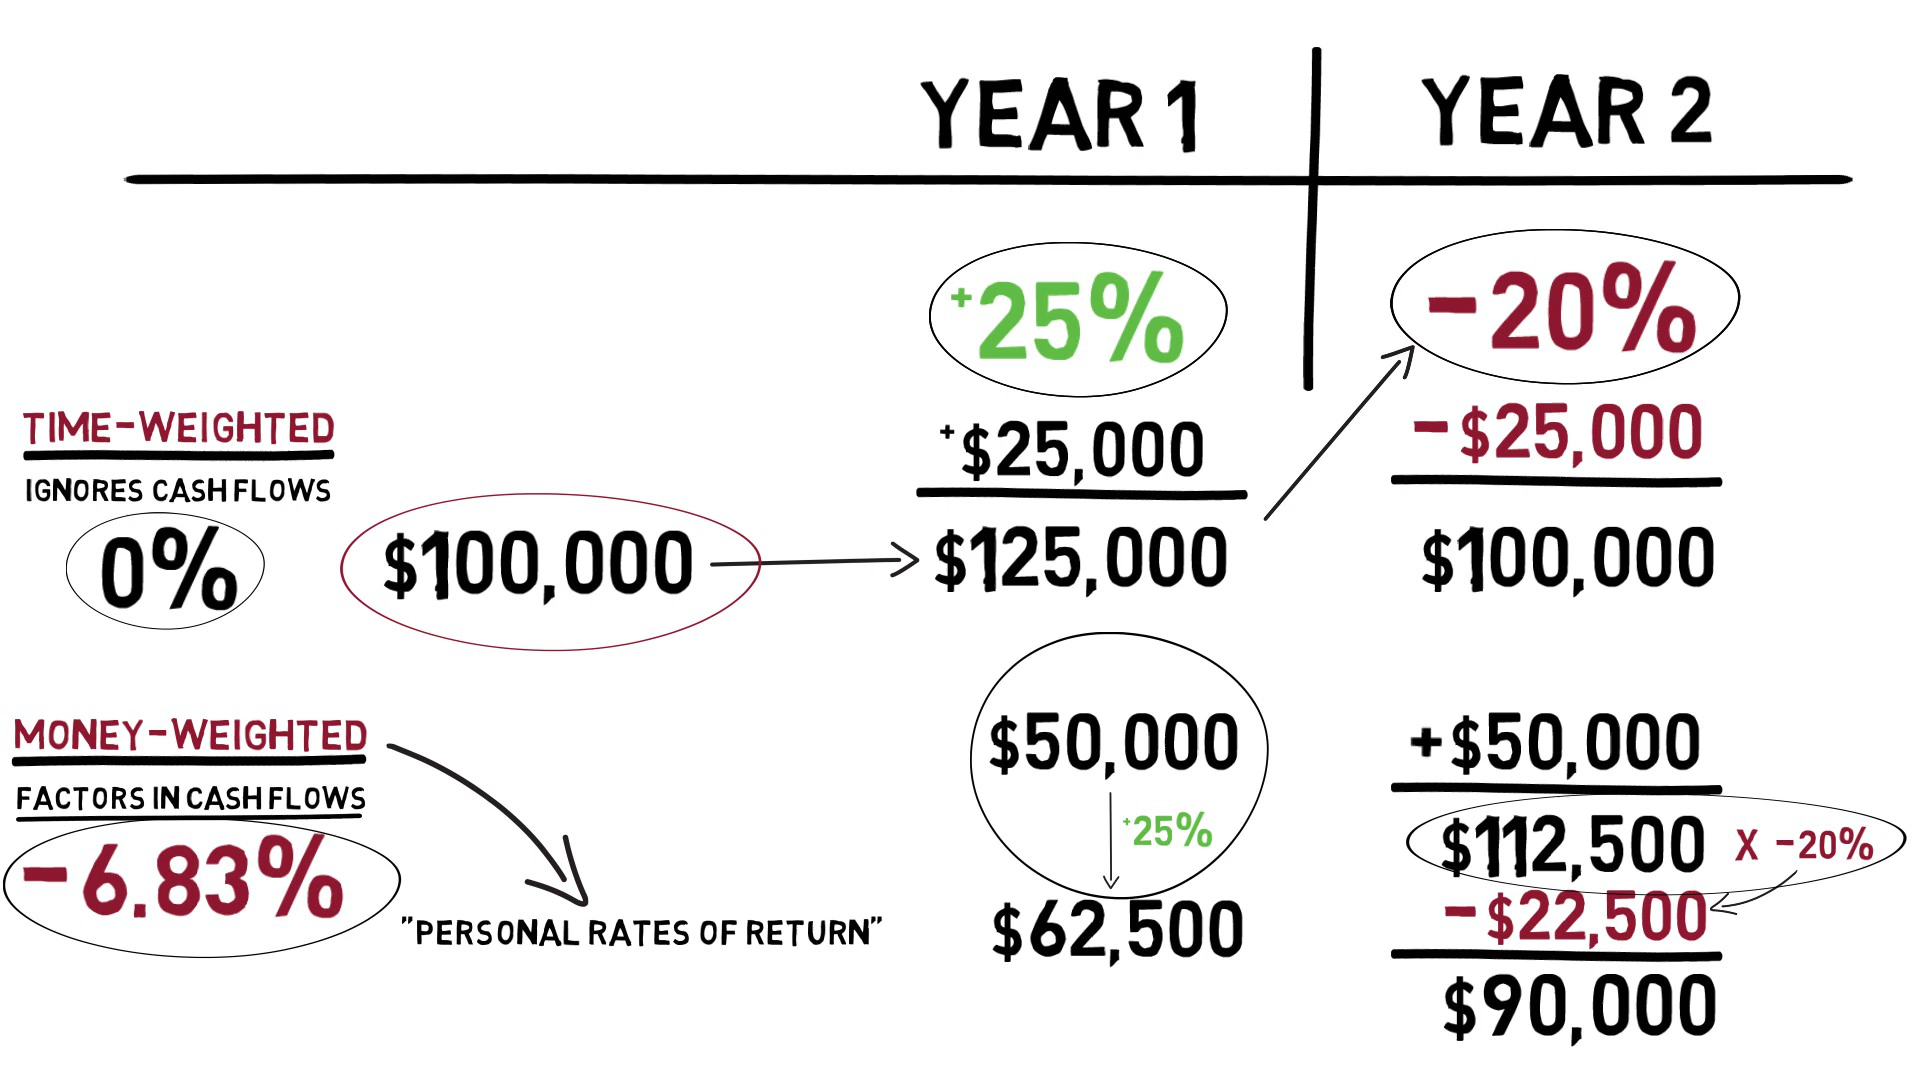 YEAR 1
YEAR 2
+25%
-20%
TIME-WEIGHTED
IGNORES CASH FLOWS
0%
$100,000
+$25,000
$125,000
-$25,000
$100,000
MONEY-WEIGHTED
FACTORS IN CASH FLOWS
-6.83%
"PERSONAL RATES OF RETURN"
$50,000
+25%
$62,500
+$50,000
$112,500 X -20%
-$22,500
$90,000